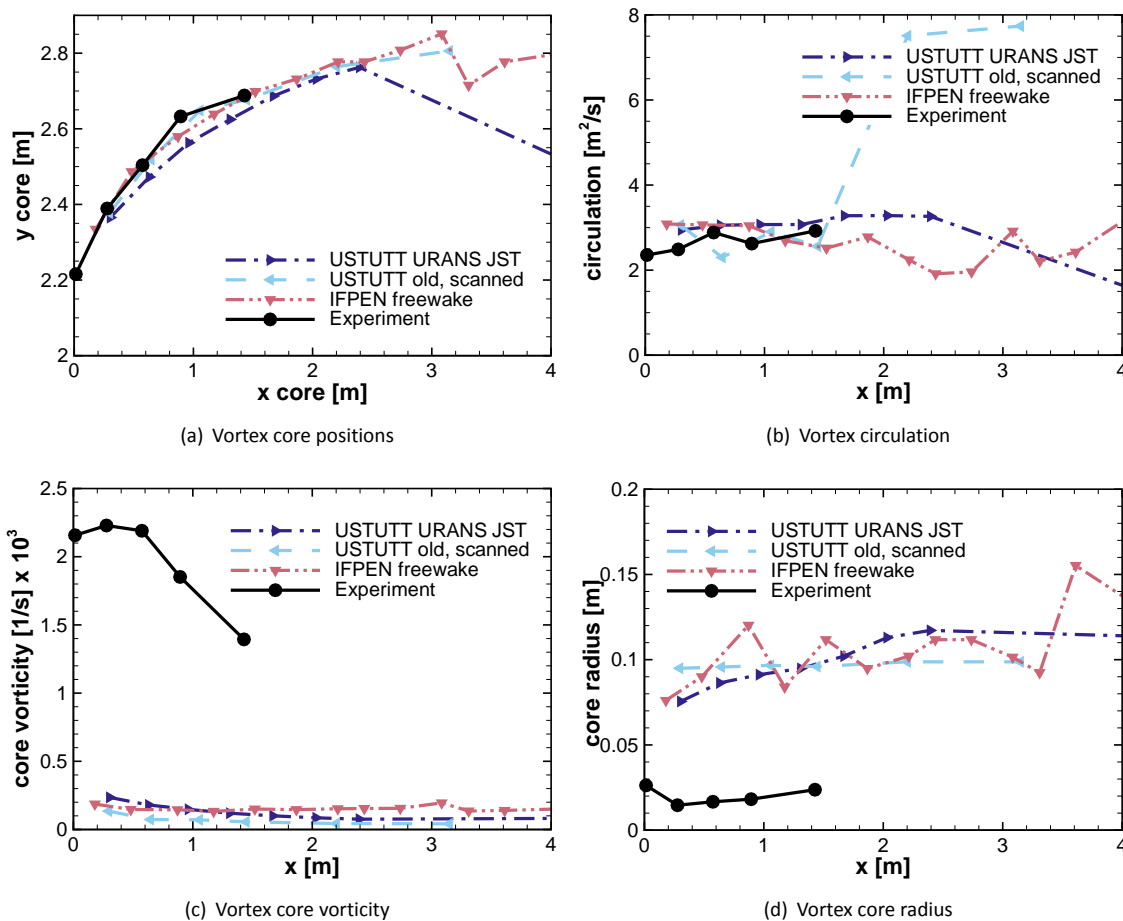 y core [m]
2.8
2.6
2.4
2.2
2
0
1
2
3
4
x core [m]
USTUTT URANS JST
USTUTT old, scanned
IFPEN freewake
Experiment
(a) Vortex core positions
circulation [m²/s]
8
6
4
2
0
0
1
2
3
4
x [m]
USTUTT URANS JST
USTUTT old, scanned
IFPEN freewake
Experiment
(b) Vortex circulation
core vorticity [1/s] x 10³
2.5
2
1.5
1
0.5
0
0
1
2
3
4
x [m]
USTUTT URANS JST
USTUTT old, scanned
IFPEN freewake
Experiment
(c) Vortex core vorticity
core radius [m]
0.2
0.15
0.1
0.05
0
0
1
2
3
4
x [m]
USTUTT URANS JST
USTUTT old, scanned
IFPEN freewake
Experiment
(d) Vortex core radius